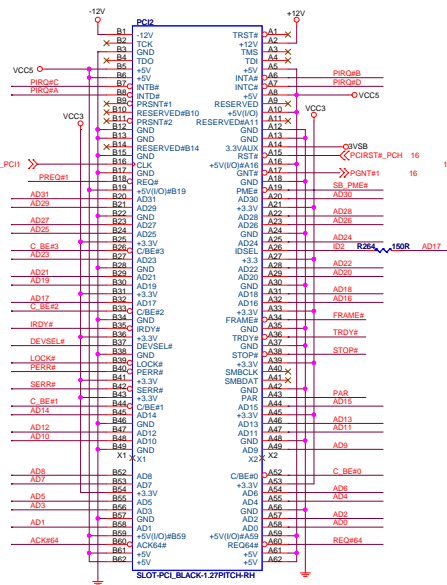 -12V +12V
PCI2
B1 -12V TRST# A1
B2 TCK +12V A2
B3 GND TMS A3
B4 TDO TDI A4
VCC5 B5 +5V +5V A5
B6 +5V INTA# A6 PIRQ#B
PIRQ#C B7 INTB# INTC# A7 PIRQ#D
PIRQ#A B8 INTD# +5V A8 VCC5
B9 PRSNT#1 RESERVED A9
B10 RESERVED#B10 +5V(I/O) A10
B11 PRSNT#2 RESERVED#A11 A11
VCC3 VCC3
B12 GND GND A12
B13 GND GND A13
B14 RESERVED#B14 3.3VAUX A14 3VSB
B15 GND RST# A15 PCIRST#_PCH 16
_PCI1 B16 CLK +5V(I/O)#A16 A16
B17 GND GNT# A17 PGNT#1 16
PREQ#1 B18 REQ# GND A18
B19 +5V(I/O)#B19 PME# A19 SB_PME#
AD31 B20 AD31 AD30 A20 AD30
AD29 B21 AD29 +3.3V A21
B22 GND AD28 A22 AD28
AD27 B23 AD27 AD26 A23 AD26
AD25 B24 AD25 GND A24
B25 +3.3V AD24 A25 AD24
C_BE#3 B26 C/BE#3 IDSEL A26 ID2 R264 150R AD17
AD23 B27 AD23 +3.3 A27
B28 GND AD22 A28 AD22
AD21 B29 AD21 AD20 A29 AD20
AD19 B30 AD19 GND A30
B31 +3.3V AD18 A31 AD18
AD17 B32 AD17 AD16 A32 AD16
C_BE#2 B33 C/BE#2 +3.3V A33
B34 GND FRAME# A34 FRAME#
IRDY# B35 IRDY# GND A35
B36 +3.3V TRDY# A36 TRDY#
DEVSEL# B37 DEVSEL# GND A37
B38 GND STOP# A38 STOP#
LOCK# B39 LOCK# +3.3V A39
PERR# B40 PERR# SMBCLK A40
B41 +3.3V SMBDAT A41
SERR# B42 SERR# GND A42
B43 +3.3V PAR A43 PAR
C_BE#1 B44 C/BE#1 AD15 A44 AD15
AD14 B45 AD14 +3.3V A45
B46 GND AD13 A46 AD13
AD12 B47 AD12 AD11 A47 AD11
AD10 B48 AD10 GND A48
B49 GND AD9 A49 AD9
X1 X1 X2 X2
AD8 B52 AD8 C/BE#0 A52 C_BE#0
AD7 B53 AD7 +3.3V A53
B54 +3.3V AD6 A54 AD6
AD5 B55 AD5 AD4 A55 AD4
AD3 B56 AD3 GND A56
B57 GND AD2 A57 AD2
AD1 B58 AD1 AD0 A58 AD0
B59 +5V(I/O)#B59 +5V(I/O)#A59 A59
ACK#64 B60 ACK64# REQ64# A60 REQ#64
B61 +5V +5V A61
B62 +5V +5V A62
SLOT-PCI_BLACK-1.27PITCH-RH